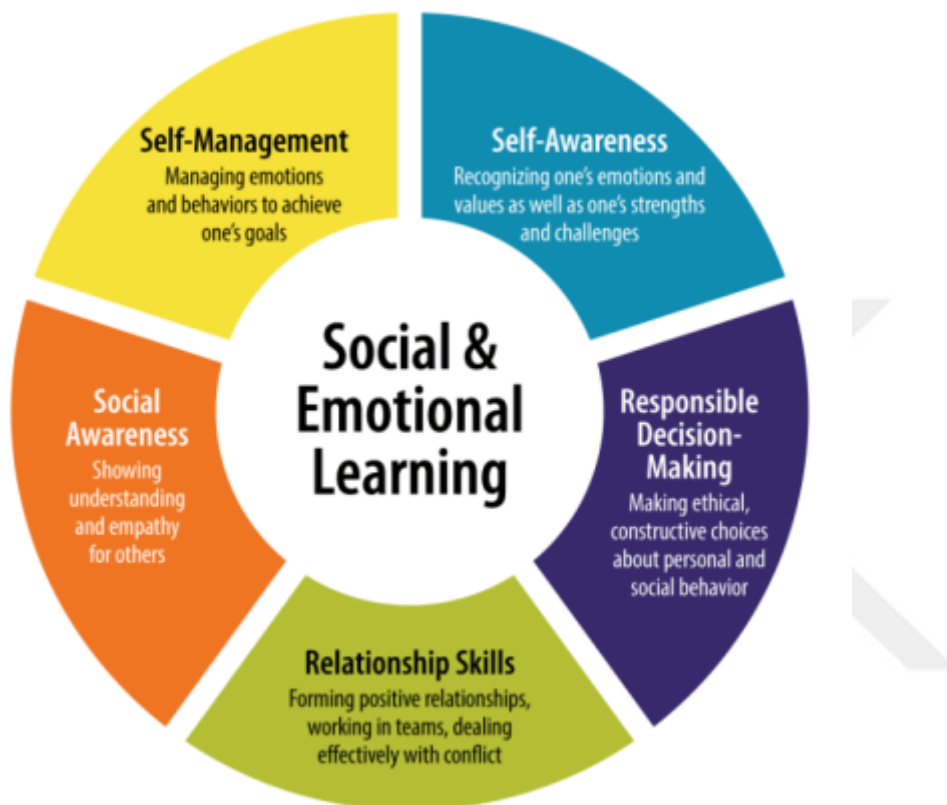 Self-Management
Managing emotions
and behaviors to achieve
one's goals
Self-Awareness
Recognizing one's emotions and
values as well as one's strengths
and challenges
Social &
Emotional
Learning
Social
Awareness
Showing
understanding
and empathy
for others
Responsible
Decision-
Making
Making ethical,
constructive choices
about personal and
social behavior
Relationship Skills
Forming positive relationships,
working in teams, dealing
effectively with conflict